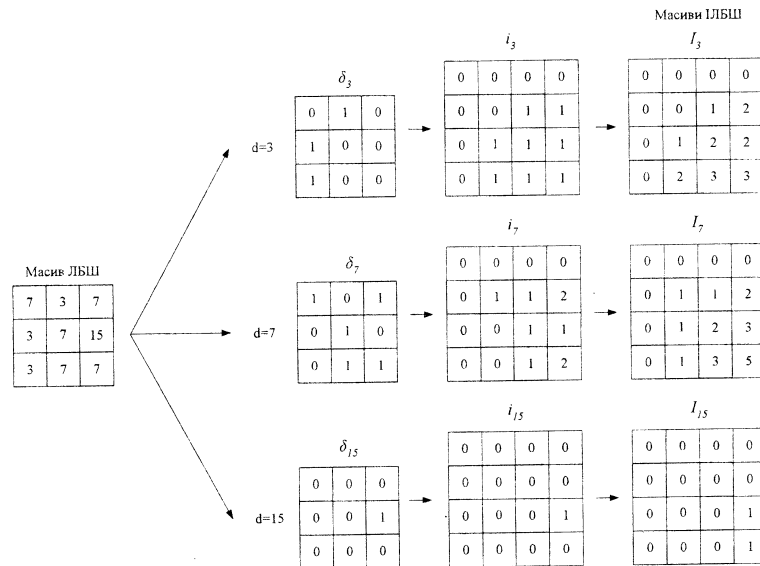 Масиви ІЛБШ
δ3 i3 I3
0 1 0
1 0 0
1 0 0
d=3
0 0 0 0
0 0 1 1
0 1 1 1
0 1 1 1
0 0 0 0
0 0 1 2
0 1 2 2
0 2 3 3
Масив ЛБШ
7 3 7
3 7 15
3 7 7
δ7 i7 I7
1 0 1
0 1 0
0 1 1
d=7
0 0 0 0
0 1 1 2
0 0 1 1
0 0 1 2
0 0 0 0
0 1 1 2
0 1 2 3
0 1 3 5
δ15 i15 I15
0 0 0
0 0 1
0 0 0
d=15
0 0 0 0
0 0 0 0
0 0 0 1
0 0 0 0
0 0 0 0
0 0 0 0
0 0 0 1
0 0 0 1